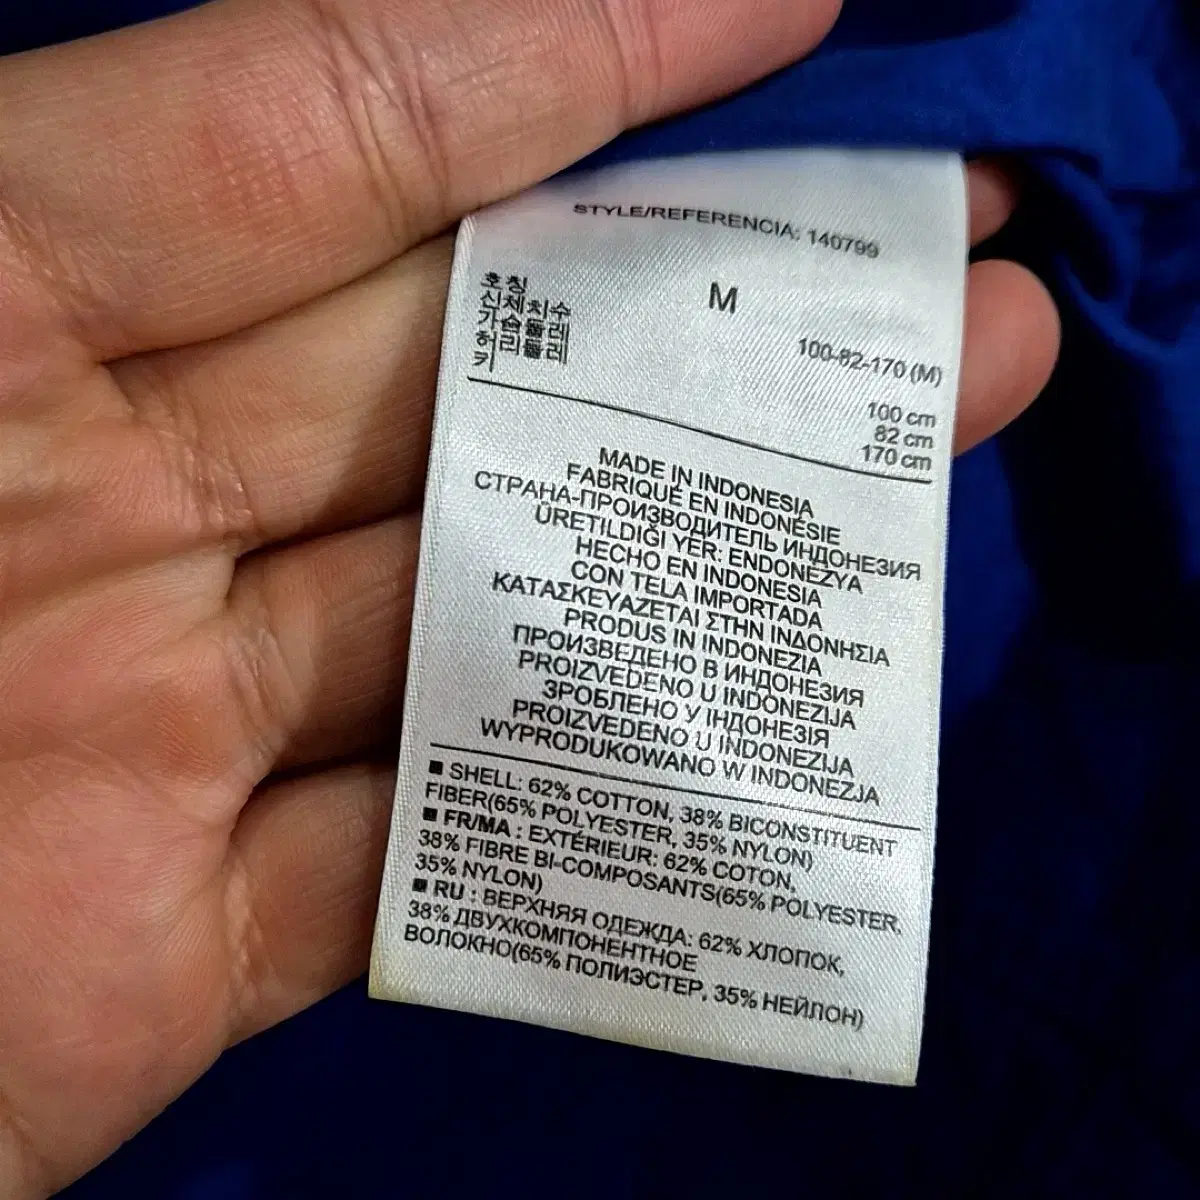 STYLE/REFERENCIA: 140799
M
호칭
신체치수 100-82-170 (M)
가슴둘레 100 cm
허리둘레 82 cm
키 170 cm
MADE IN INDONESIA
FABRIQUÉ EN INDONÉSIE
СТРАНА-ПРОИЗВОДИТЕЛЬ ИНДОНЕЗИЯ
ÜRETILDIĞI YER: ENDONEZYA
HECHO EN INDONESIA
CON TELA IMPORTADA
ΚΑΤΑΣΚΕΥΑΖΕΤΑΙ ΣΤΗΝ ΙΝΔΟΝΗΣΙΑ
PRODUS IN INDONEZIA
ПРОИЗВЕДЕНО В ИНДОНЕЗИЯ
PROIZVEDENO U INDONEZIJA
ЗРОБЛЕНО У ІНДОНЕЗІЯ
PROIZVEDENO U INDONEZIJA
WYPRODUKOWANO W INDONEZJA
■ SHELL: 62% COTTON, 38% BICONSTITUENT
FIBER(65% POLYESTER, 35% NYLON)
■ FR/MA : EXTÉRIEUR: 62% COTON,
38% FIBRE BI-COMPOSANTS(65% POLYESTER,
35% NYLON)
■ RU : ВЕРХНЯЯ ОДЕЖДА: 62% ХЛОПОК,
38% ДВУХКОМПОНЕНТНОЕ
ВОЛОКНО(65% ПОЛИЭСТЕР, 35% НЕЙЛОН)